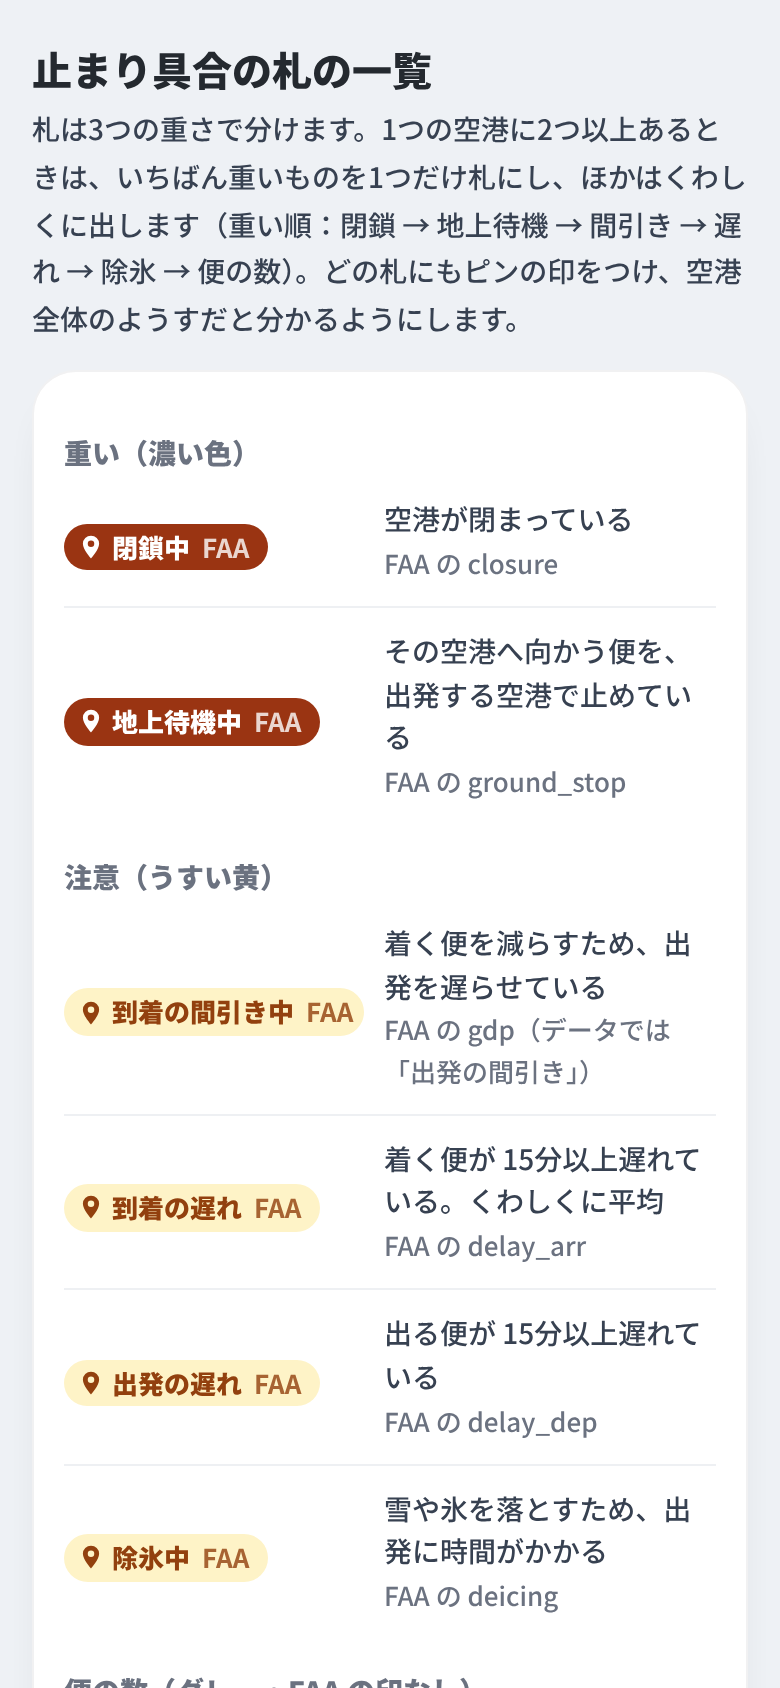 止まり具合の札の一覧
札は3つの重さで分けます。1つの空港に2つ以上あると
きは、いちばん重いものを1つだけ札にし、ほかはくわし
くに出します（重い順：閉鎖 → 地上待機 → 間引き → 遅
れ → 除氷 → 便の数）。どの札にもピンの印をつけ、空港
全体のようすだと分かるようにします。
重い（濃い色）
閉鎖中 FAA
空港が閉まっている
FAA の closure
地上待機中 FAA
その空港へ向かう便を、
出発する空港で止めてい
る
FAA の ground_stop
注意（うすい黄）
到着の間引き中 FAA
着く便を減らすため、出
発を遅らせている
FAA の gdp（データでは
「出発の間引き」）
到着の遅れ FAA
着く便が 15分以上遅れて
いる。くわしくに平均
FAA の delay_arr
出発の遅れ FAA
出る便が 15分以上遅れて
いる
FAA の delay_dep
除氷中 FAA
雪や氷を落とすため、出
発に時間がかかる
FAA の deicing
便の数（グレー・FAA の印なし）